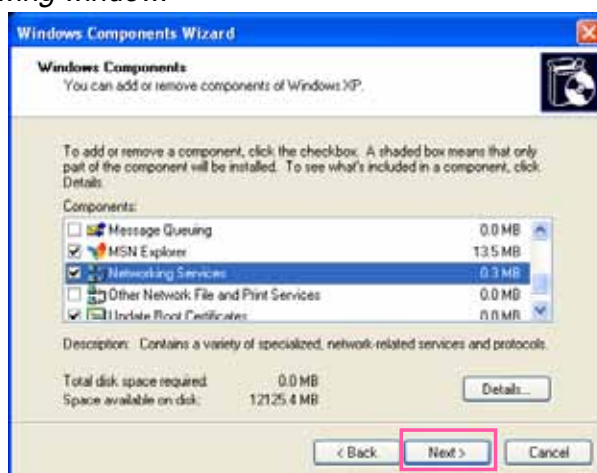 Windows Components Wizard
Windows Components
You can add or remove components of Windows XP.
To add or remove a component, click the checkbox. A shaded box means that only
part of the component will be installed. To see what's included in a component, click
Details.
Components:
Message Queuing 0.0 MB
MSN Explorer 13.5 MB
Networking Services 0.3 MB
Other Network File and Print Services 0.0 MB
Update Root Certificates 0.0 MB
Description: Contains a variety of specialized, network-related services and protocols.
Total disk space required: 0.0 MB
Space available on disk: 12125.4 MB
Details...
< Back Next > Cancel